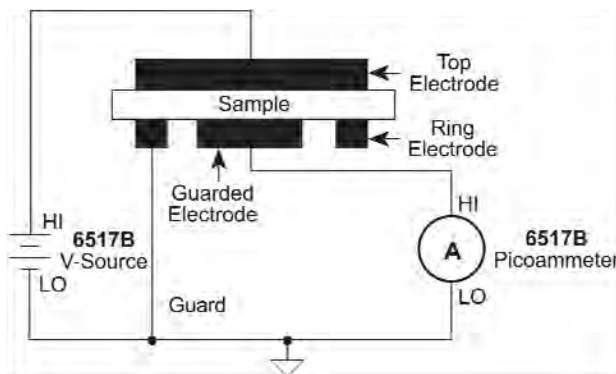 Top
Electrode
Sample
Ring
Electrode
Guarded
Electrode
HI
6517B
V-Source
LO
Guard
HI
A
6517B
Picoammeter
LO